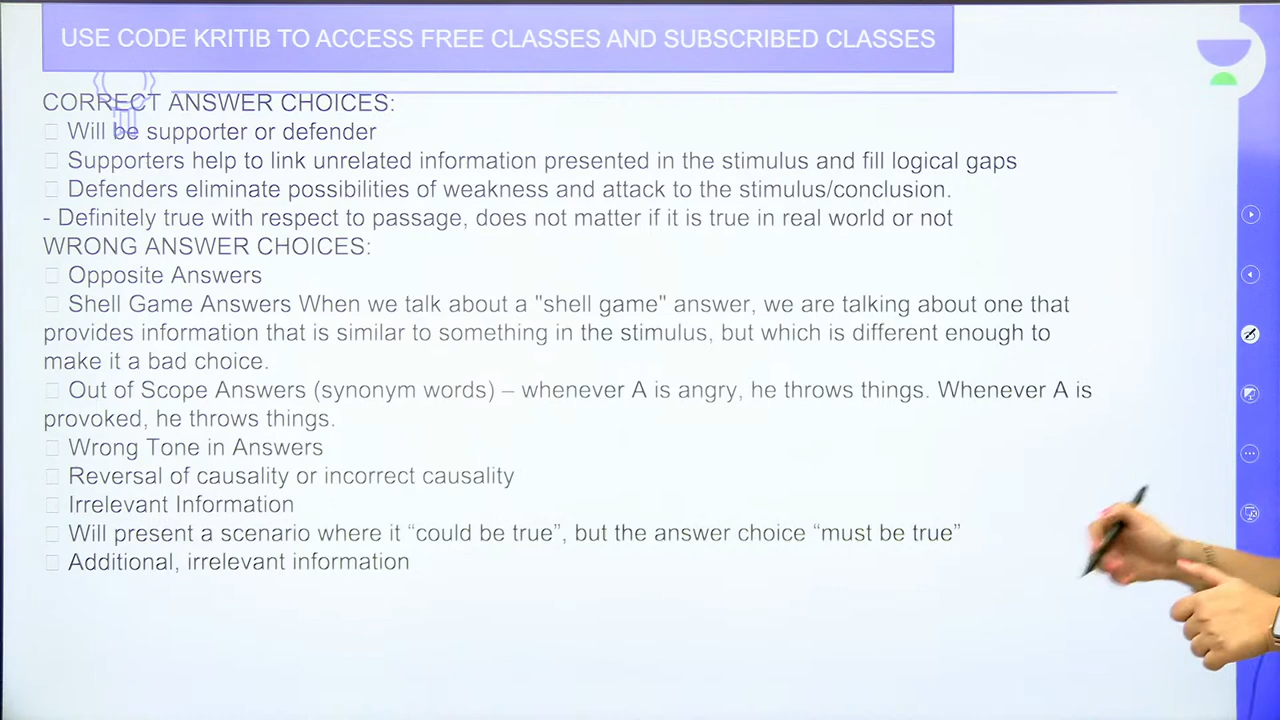 USE CODE KRITIB TO ACCESS FREE CLASSES AND SUBSCRIBED CLASSES
CORRECT ANSWER CHOICES:
Will be supporter or defender
Supporters help to link unrelated information presented in the stimulus and fill logical gaps
Defenders eliminate possibilities of weakness and attack to the stimulus/conclusion.
- Definitely true with respect to passage, does not matter if it is true in real world or not
WRONG ANSWER CHOICES:
Opposite Answers
Shell Game Answers When we talk about a "shell game" answer, we are talking about one that
provides information that is similar to something in the stimulus, but which is different enough to
make it a bad choice.
Out of Scope Answers (synonym words) – whenever A is angry, he throws things. Whenever A is
provoked, he throws things.
Wrong Tone in Answers
Reversal of causality or incorrect causality
Irrelevant Information
Will present a scenario where it “could be true”, but the answer choice “must be true”
Additional, irrelevant information